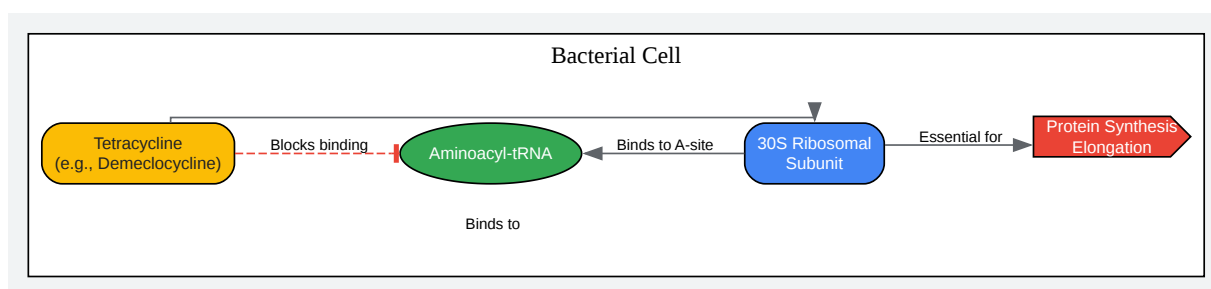 Bacterial Cell
Tetracycline
(e.g., Demeclocycline)
Blocks binding
Aminoacyl-tRNA
Binds to A-site
30S Ribosomal
Subunit
Essential for
Protein Synthesis
Elongation
Binds to